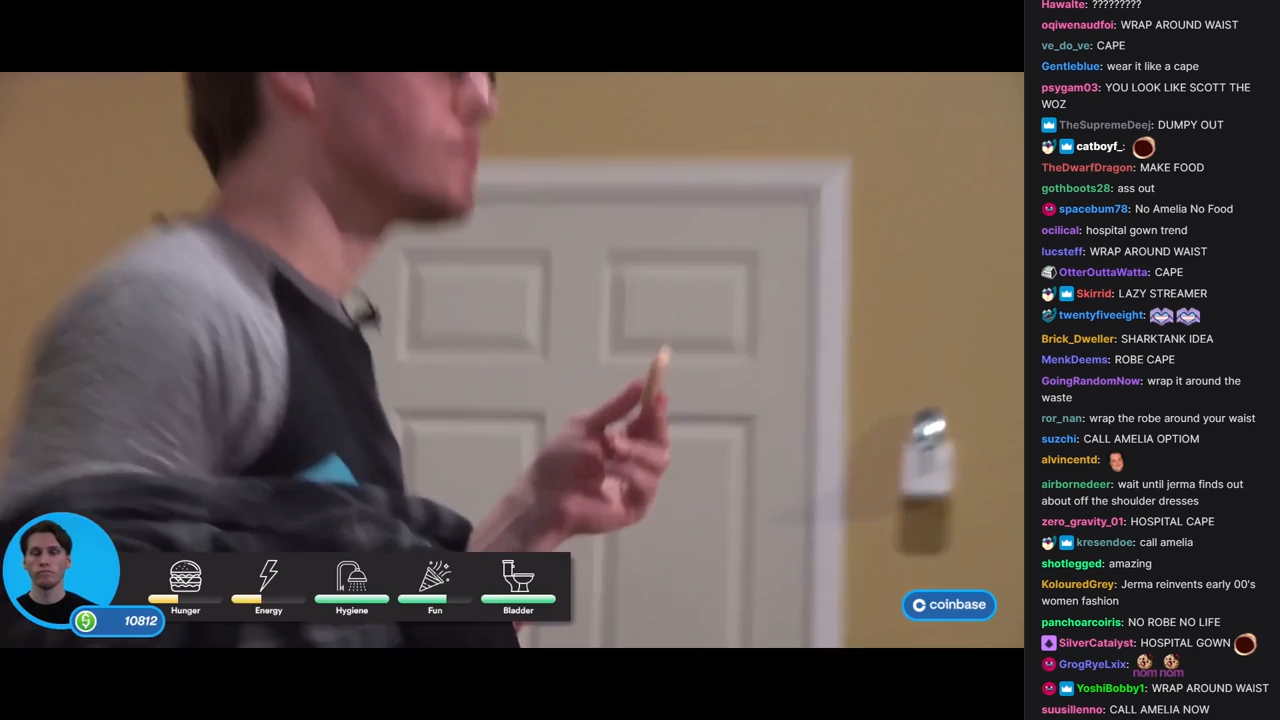 Hawalte: ?????????
oqiwenaudfoi: WRAP AROUND WAIST
ve_do_ve: CAPE
Gentleblue: wear it like a cape
psygam03: YOU LOOK LIKE SCOTT THE
WOZ
TheSupremeDeej: DUMPY OUT
catboyf_:
TheDwarfDragon: MAKE FOOD
gothboots28: ass out
spacebum78: No Amelia No Food
ocilical: hospital gown trend
lucsteff: WRAP AROUND WAIST
OtterOuttaWatta: CAPE
Skirrid: LAZY STREAMER
twentyfiveeight:
Brick_Dweller: SHARKTANK IDEA
MenkDeems: ROBE CAPE
GoingRandomNow: wrap it around the
waste
ror_nan: wrap the robe around your waist
suzchi: CALL AMELIA OPTIOM
alvincentd:
airbornedeer: wait until jerma finds out
about off the shoulder dresses
zero_gravity_01: HOSPITAL CAPE
kresendoe: call amelia
shotlegged: amazing
KolouredGrey: Jerma reinvents early 00's
women fashion
panchoarcoiris: NO ROBE NO LIFE
SilverCatalyst: HOSPITAL GOWN
GrogRyeLxix: nom nom
YoshiBobby1: WRAP AROUND WAIST
suusillenno: CALL AMELIA NOW
Hunger
Energy
Hygiene
Fun
Bladder
10812
coinbase